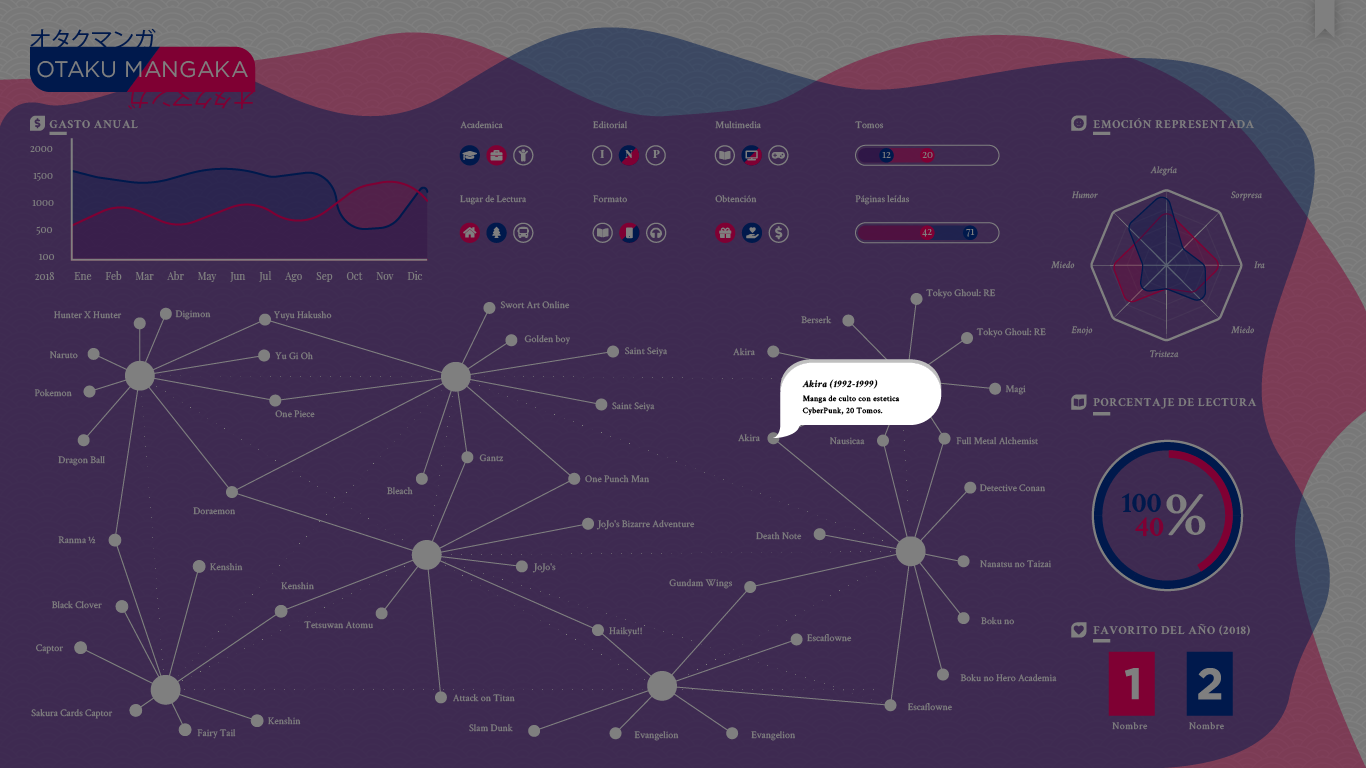 オタクマンガ
OTAKU MANGAKA
GASTO ANUAL
2000
1500
1000
500
100
2018 Ene Feb Mar Abr May Jun Jul Ago Sep Oct Nov Dic
Academica
Editorial
I N P
Multimedia
Tomos
12 20
Lugar de Lectura
Formato
Obtención
Páginas leídas
42 71
EMOCIÓN REPRESENTADA
Alegría
Humor
Sorpresa
Miedo
Ira
Enojo
Miedo
Tristeza
Hunter X Hunter
Digimon
Yuyu Hakusho
Naruto
Yu Gi Oh
Pokemon
One Piece
Dragon Ball
Doraemon
Ranma ½
Swort Art Online
Golden boy
Saint Seiya
Saint Seiya
Gantz
Bleach
One Punch Man
JoJo's Bizarre Adventure
JoJo's
Kenshin
Kenshin
Black Clover
Tetsuwan Atomu
Captor
Haikyu!!
Sakura Cards Captor
Fairy Tail
Kenshin
Attack on Titan
Slam Dunk
Evangelion
Evangelion
Tokyo Ghoul: RE
Berserk
Tokyo Ghoul: RE
Akira
Magi
Akira (1992-1999)
Manga de culto con estetica
CyberPunk, 20 Tomos.
Akira
Nausicaa
Full Metal Alchemist
Detective Conan
Death Note
Nanatsu no Taizai
Gundam Wings
Boku no
Escaflowne
Boku no Hero Academia
Escaflowne
PORCENTAJE DE LECTURA
100
40
%
FAVORITO DEL AÑO (2018)
1 2
Nombre Nombre